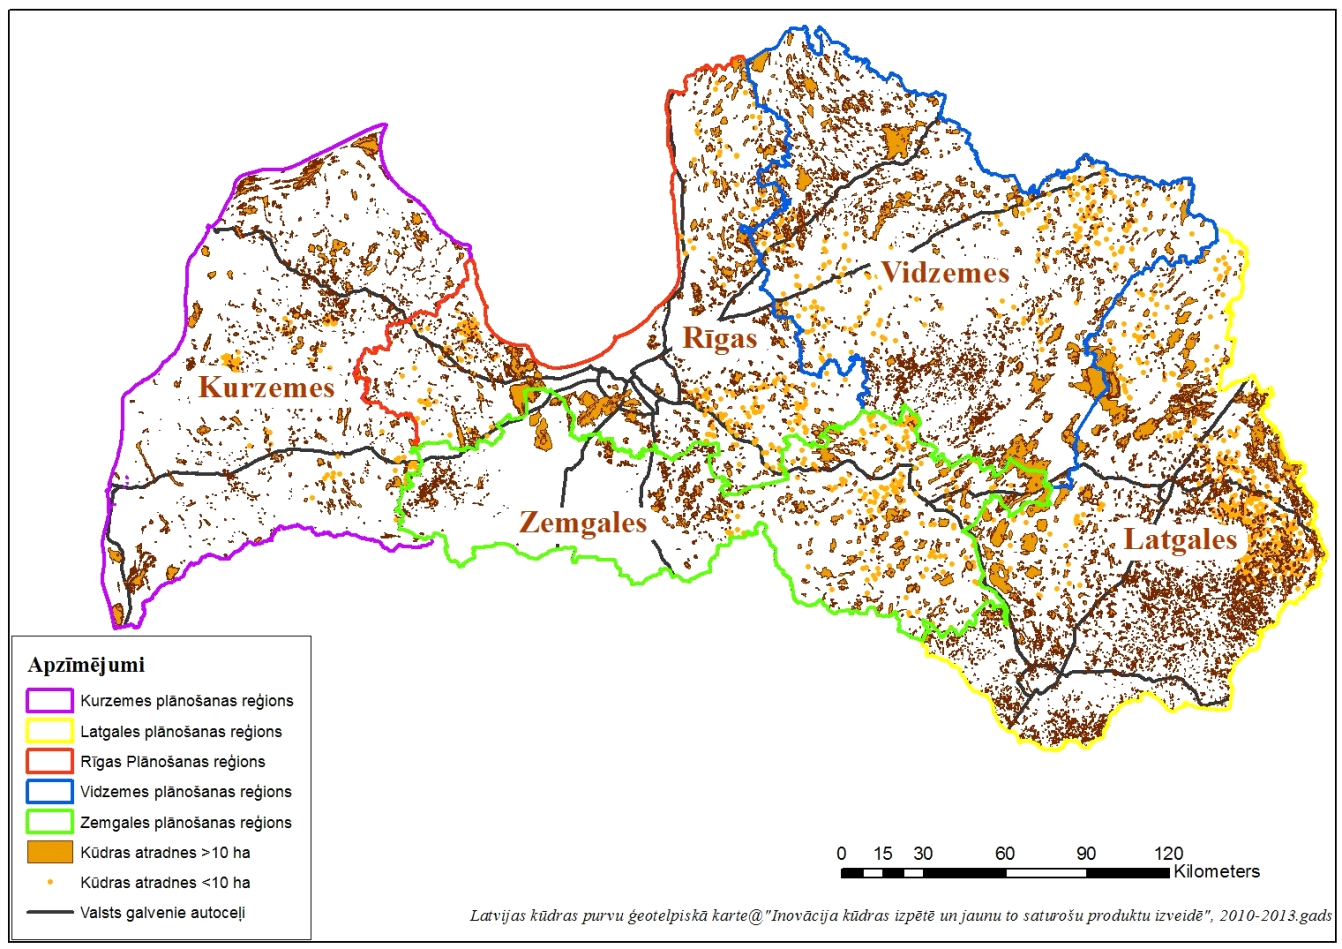 Vidzemes
Rīgas
Kurzemes
Zemgales
Latgales
Apzīmējumi
Kurzemes plānošanas reģions
Latgales plānošanas reģions
Rīgas Plānošanas reģions
Vidzemes plānošanas reģions
Zemgales plānošanas reģions
Kūdras atradnes >10 ha
Kūdras atradnes <10 ha
Valsts galvenie autoceļi
0 15 30 60 90 120
Kilometers
Latvijas kūdras purvu ģeotelpiskā karte@"Inovācija kūdras izpētē un jaunu to saturošu produktu izveidē", 2010-2013.gads